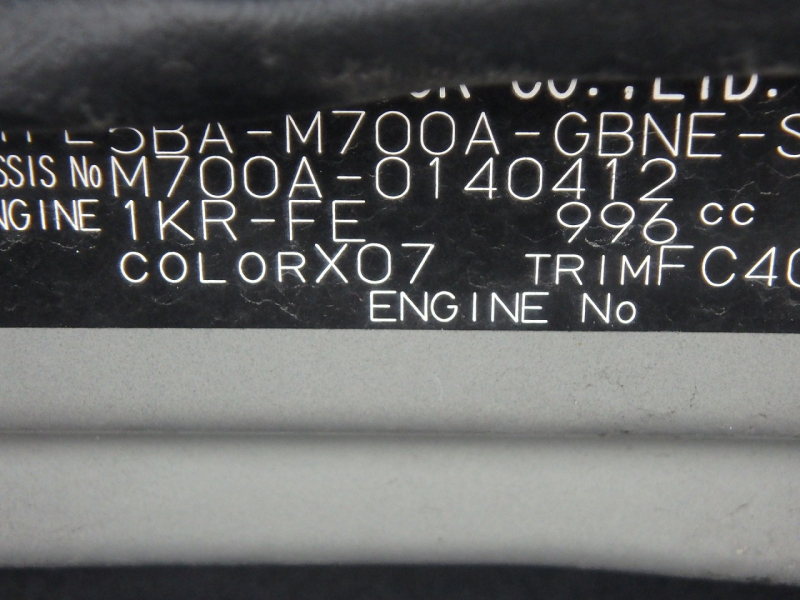 CO.,LTD.
5BA-M700A-GBNE-S
SSIS No M700A-0140412
NGINE 1KR-FE 996 cc
COLOR X07 TRIM FC40
ENGINE No